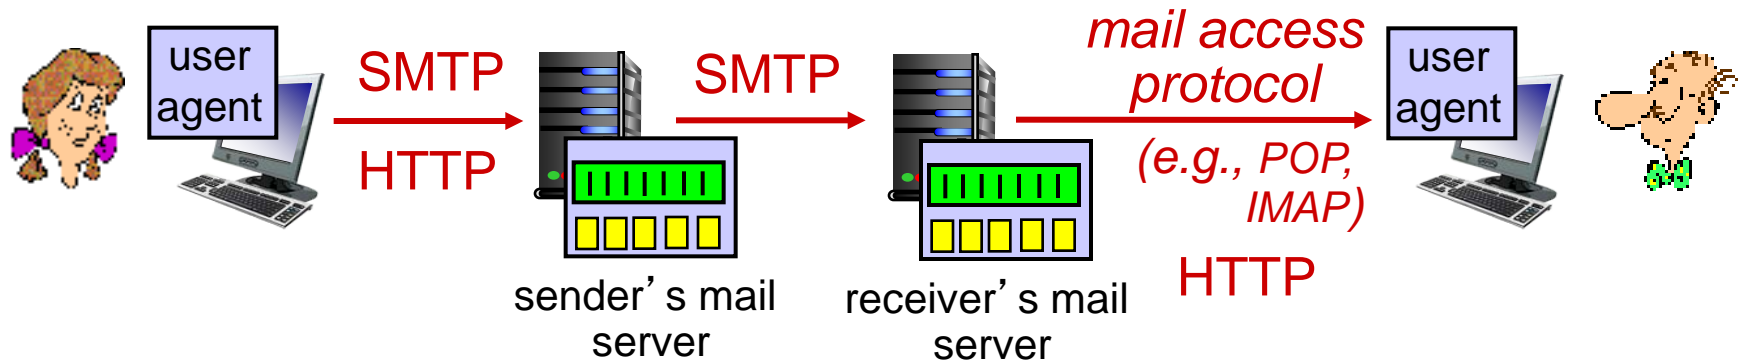 user
agent
SMTP
HTTP
sender’s mail
server
SMTP
receiver’s mail
server
mail access
protocol
(e.g., POP,
IMAP)
HTTP
user
agent